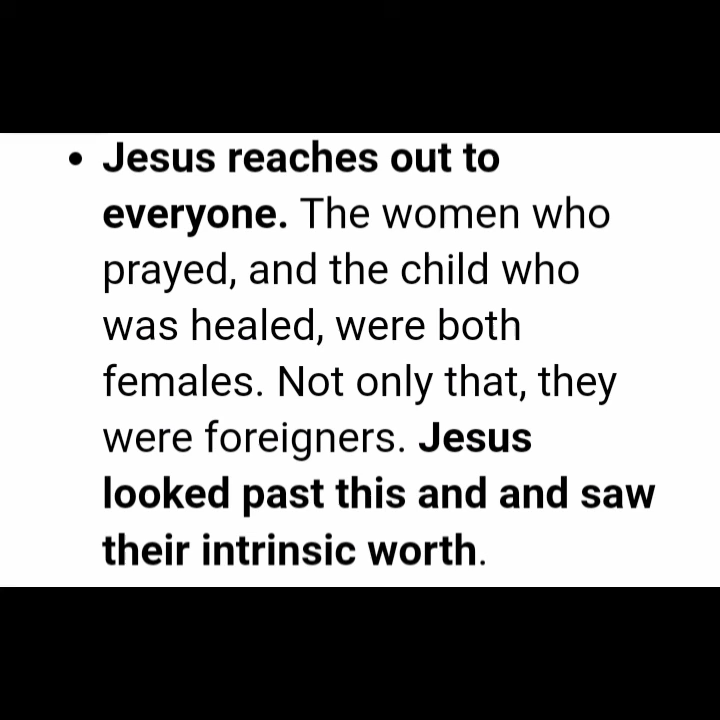 • Jesus reaches out to
everyone. The women who
prayed, and the child who
was healed, were both
females. Not only that, they
were foreigners. Jesus
looked past this and and saw
their intrinsic worth.